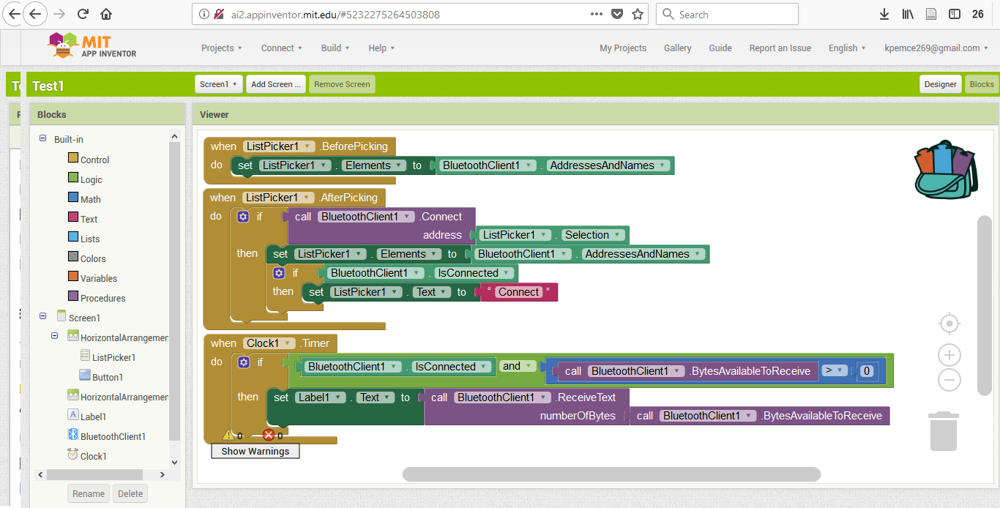 ai2.appinventor.mit.edu/#5232275264503808
Search
26
MIT
APP INVENTOR
Projects
Connect
Build
Help
My Projects
Gallery
Guide
Report an Issue
English
kpemce269@gmail.com
Test1
Screen1
Add Screen ...
Remove Screen
Designer
Blocks
Blocks
Viewer
Built-in
Control
Logic
Math
Text
Lists
Colors
Variables
Procedures
Screen1
HorizontalArrangemen
ListPicker1
Button1
HorizontalArrangemen
Label1
BluetoothClient1
Clock1
Rename Delete
when ListPicker1 .BeforePicking
do set ListPicker1 . Elements to BluetoothClient1 . AddressesAndNames
when ListPicker1 .AfterPicking
do if call BluetoothClient1 .Connect
address ListPicker1 . Selection
then set ListPicker1 . Elements to BluetoothClient1 . AddressesAndNames
if BluetoothClient1 . IsConnected
then set ListPicker1 . Text to “ Connect ”
when Clock1 .Timer
do if BluetoothClient1 . IsConnected and call BluetoothClient1 .BytesAvailableToReceive > 0
then set Label1 . Text to call BluetoothClient1 .ReceiveText
numberOfBytes call BluetoothClient1 .BytesAvailableToReceive
0 0
Show Warnings